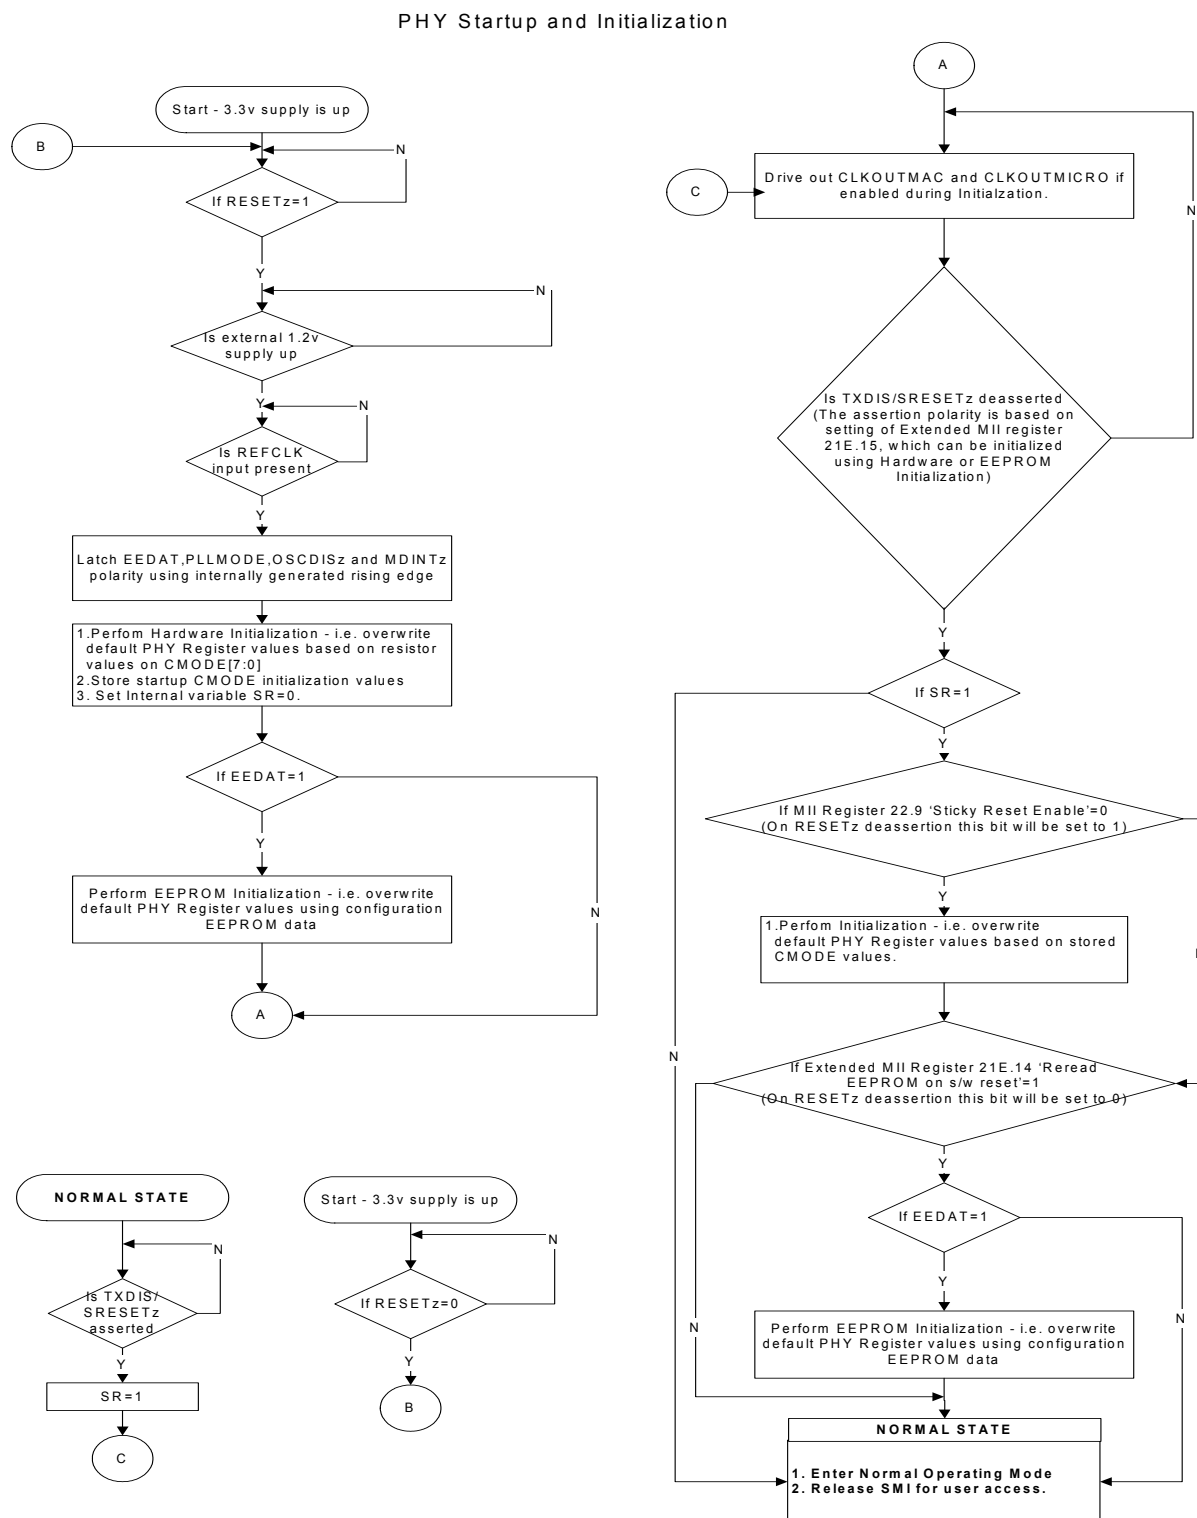 PHY Startup and Initialization
Start - 3.3v supply is up
B
N
If RESETz=1
Y
N
Is external 1.2v
supply up
Y
N
Is REFCLK
input present
Y
Latch EEDAT,PLLMODE,OSCDISz and MDINTz
polarity using internally generated rising edge
1.Perfom Hardware Initialization - i.e. overwrite
default PHY Register values based on resistor
values on CMODE[7:0]
2.Store startup CMODE initialization values
3. Set Internal variable SR=0.
If EEDAT=1
Y
N
Perform EEPROM Initialization - i.e. overwrite
default PHY Register values using configuration
EEPROM data
A
NORMAL STATE
N
Is TXDIS/
SRESETz
asserted
Y
SR=1
C
Start - 3.3v supply is up
N
If RESETz=0
Y
B
A
C
Drive out CLKOUTMAC and CLKOUTMICRO if
enabled during Initialzation.
N
Is TXDIS/SRESETz deasserted
(The assertion polarity is based on
setting of Extended MII register
21E.15, which can be initialized
using Hardware or EEPROM
Initialization)
Y
If SR=1
Y
If MII Register 22.9 ‘Sticky Reset Enable’=0
(On RESETz deassertion this bit will be set to 1)
Y
1.Perfom Initialization - i.e. overwrite
default PHY Register values based on stored
CMODE values.
N
If Extended MII Register 21E.14 ‘Reread
EEPROM on s/w reset’=1
(On RESETz deassertion this bit will be set to 0)
Y
If EEDAT=1
Y
N
N
Perform EEPROM Initialization - i.e. overwrite
default PHY Register values using configuration
EEPROM data
NORMAL STATE
1. Enter Normal Operating Mode
2. Release SMI for user access.